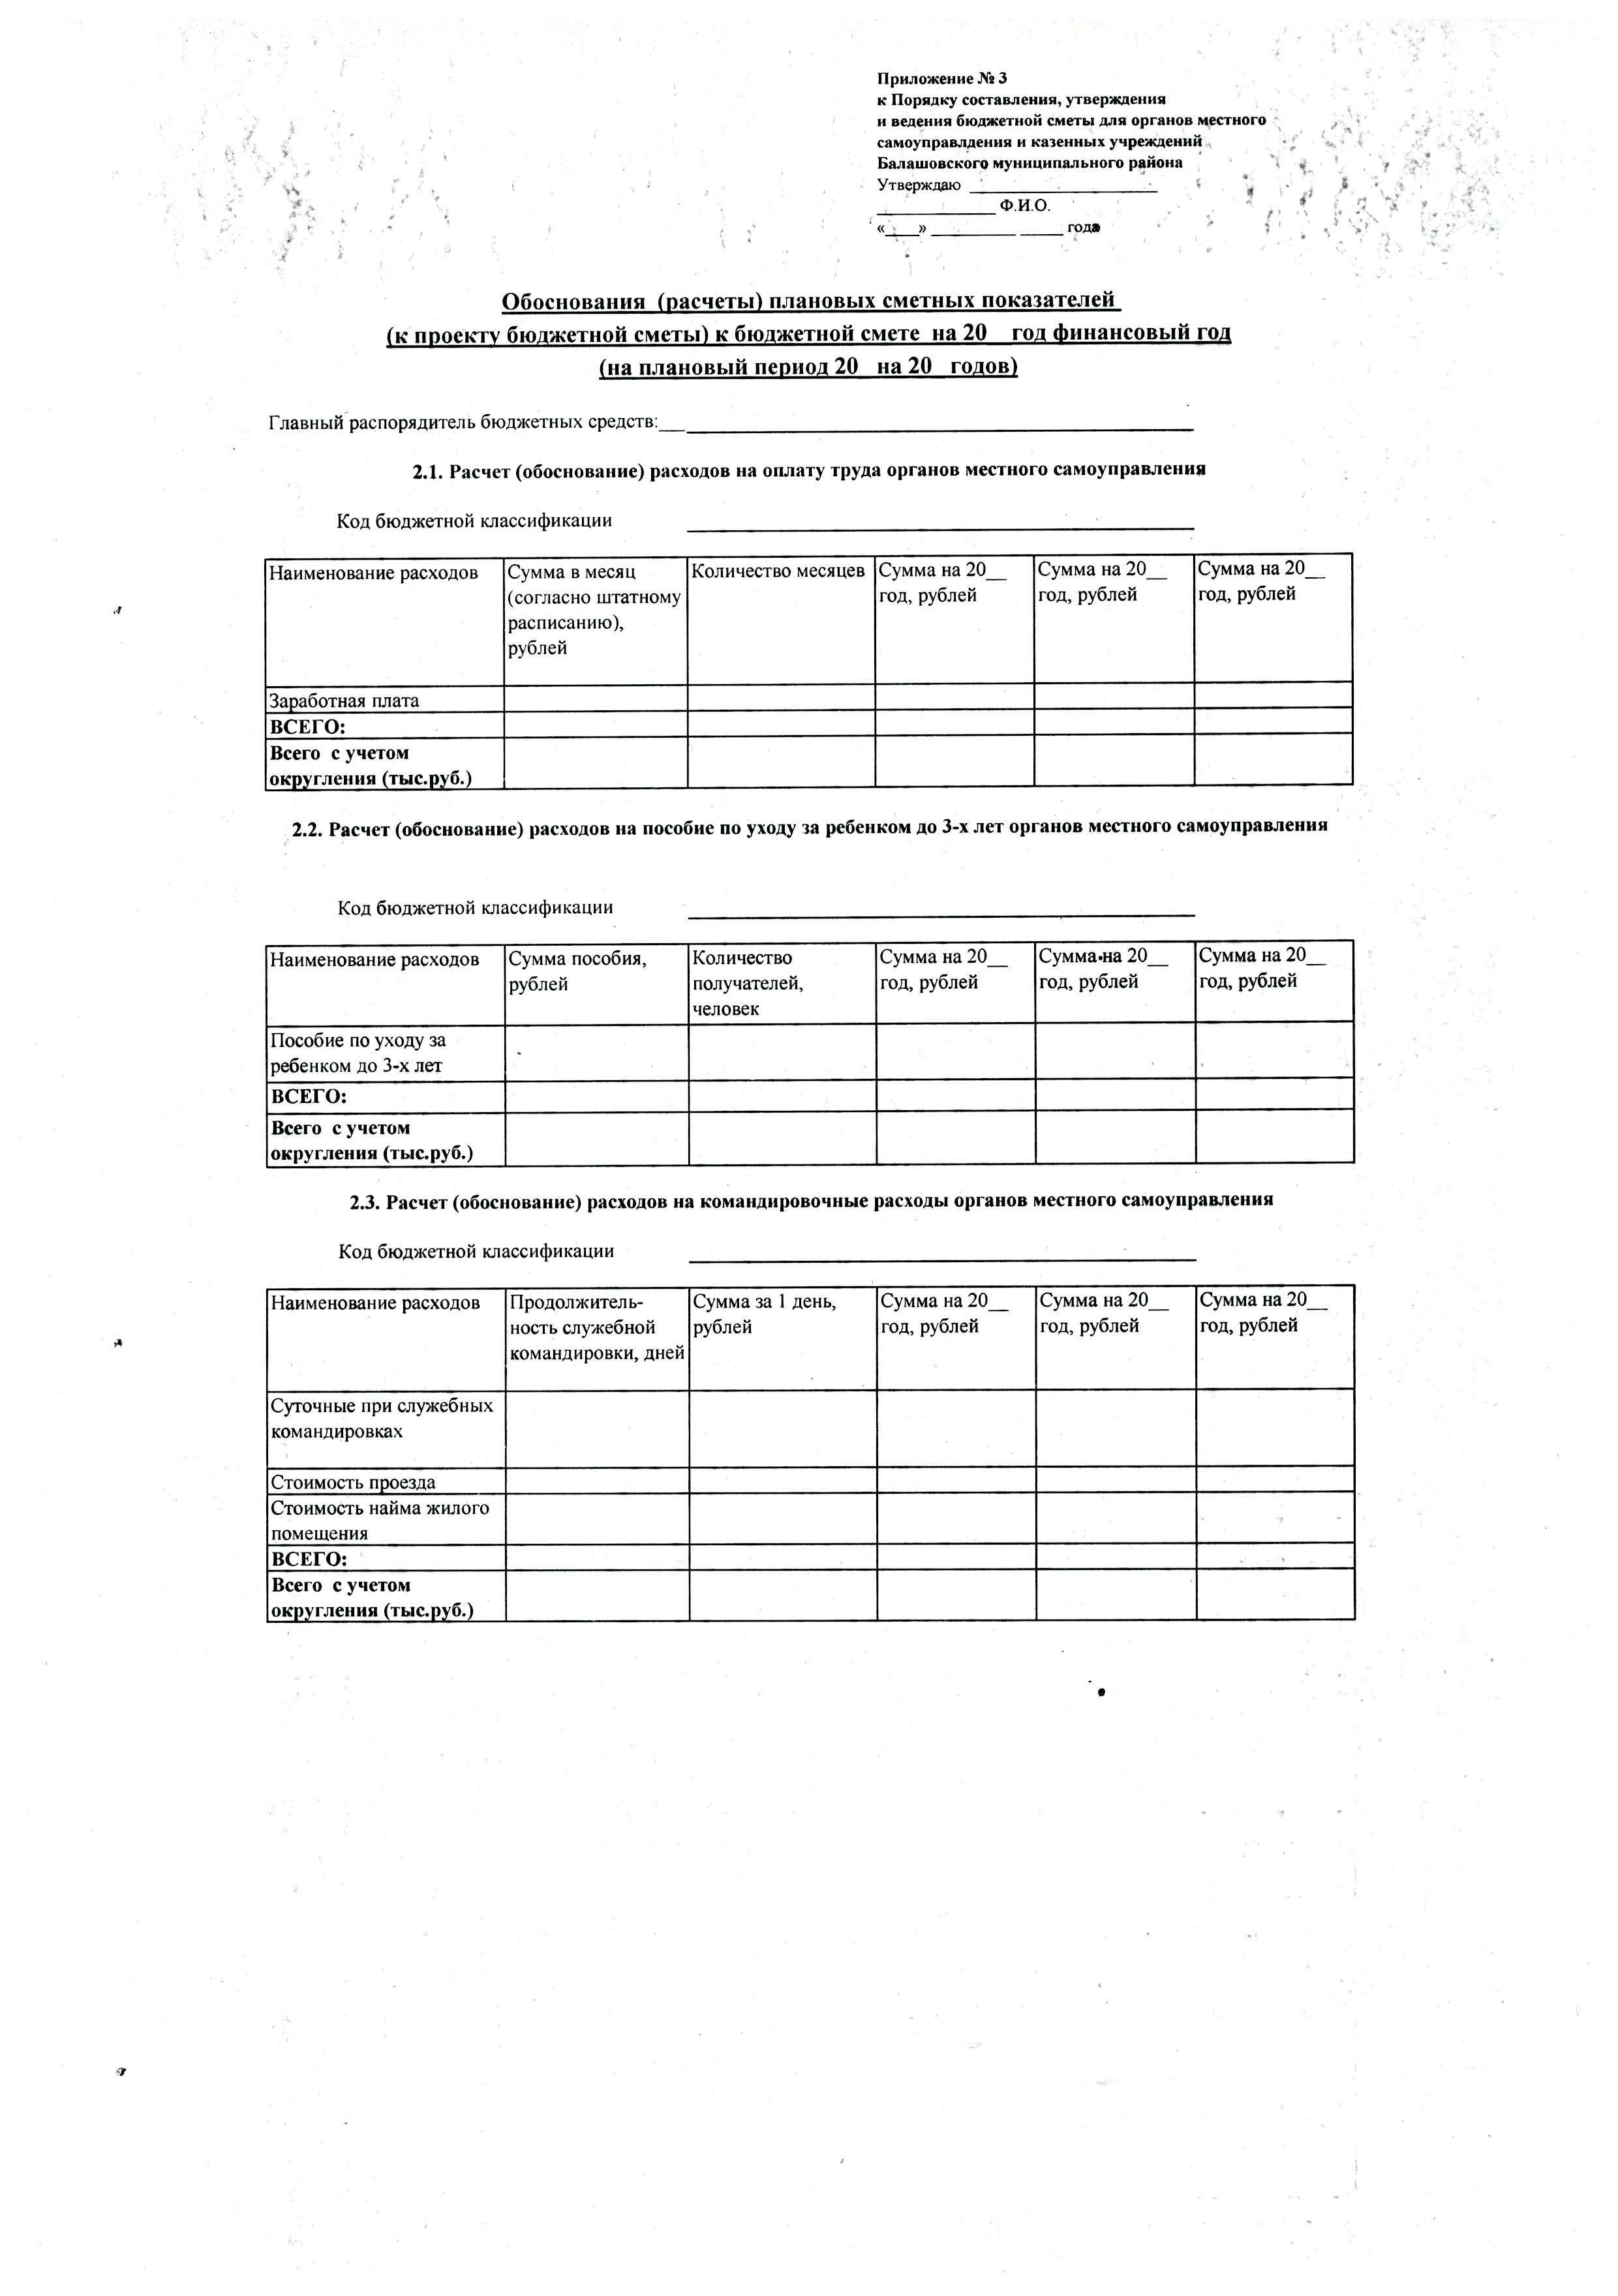 Приложение № 3
к Порядку составления, утверждения
и ведения бюджетной сметы для органов местного
самоуправлдения и казенных учреждений
Балашовского муниципального района
Утверждаю ______________________
______________ Ф.И.О.
«____» __________ _____ года
Обоснования (расчеты) плановых сметных показателей
(к проекту бюджетной сметы) к бюджетной смете на 20__ год финансовый год
(на плановый период 20__ на 20__ годов)
Главный распорядитель бюджетных средств:___
2.1. Расчет (обоснование) расходов на оплату труда органов местного самоуправления
Код бюджетной классификации
Наименование расходов
Сумма в месяц
(согласно штатному
расписанию),
рублей
Количество месяцев
Сумма на 20__
год, рублей
Сумма на 20__
год, рублей
Сумма на 20__
год, рублей
Заработная плата
ВСЕГО:
Всего с учетом
округления (тыс.руб.)
2.2. Расчет (обоснование) расходов на пособие по уходу за ребенком до 3-х лет органов местного самоуправления
Код бюджетной классификации
Наименование расходов
Сумма пособия,
рублей
Количество
получателей,
человек
Сумма на 20__
год, рублей
Сумма на 20__
год, рублей
Сумма на 20__
год, рублей
Пособие по уходу за
ребенком до 3-х лет
ВСЕГО:
Всего с учетом
округления (тыс.руб.)
2.3. Расчет (обоснование) расходов на командировочные расходы органов местного самоуправления
Код бюджетной классификации
Наименование расходов
Продолжитель-
ность служебной
командировки, дней
Сумма за 1 день,
рублей
Сумма на 20__
год, рублей
Сумма на 20__
год, рублей
Сумма на 20__
год, рублей
Суточные при служебных
командировках
Стоимость проезда
Стоимость найма жилого
помещения
ВСЕГО:
Всего с учетом
округления (тыс.руб.)